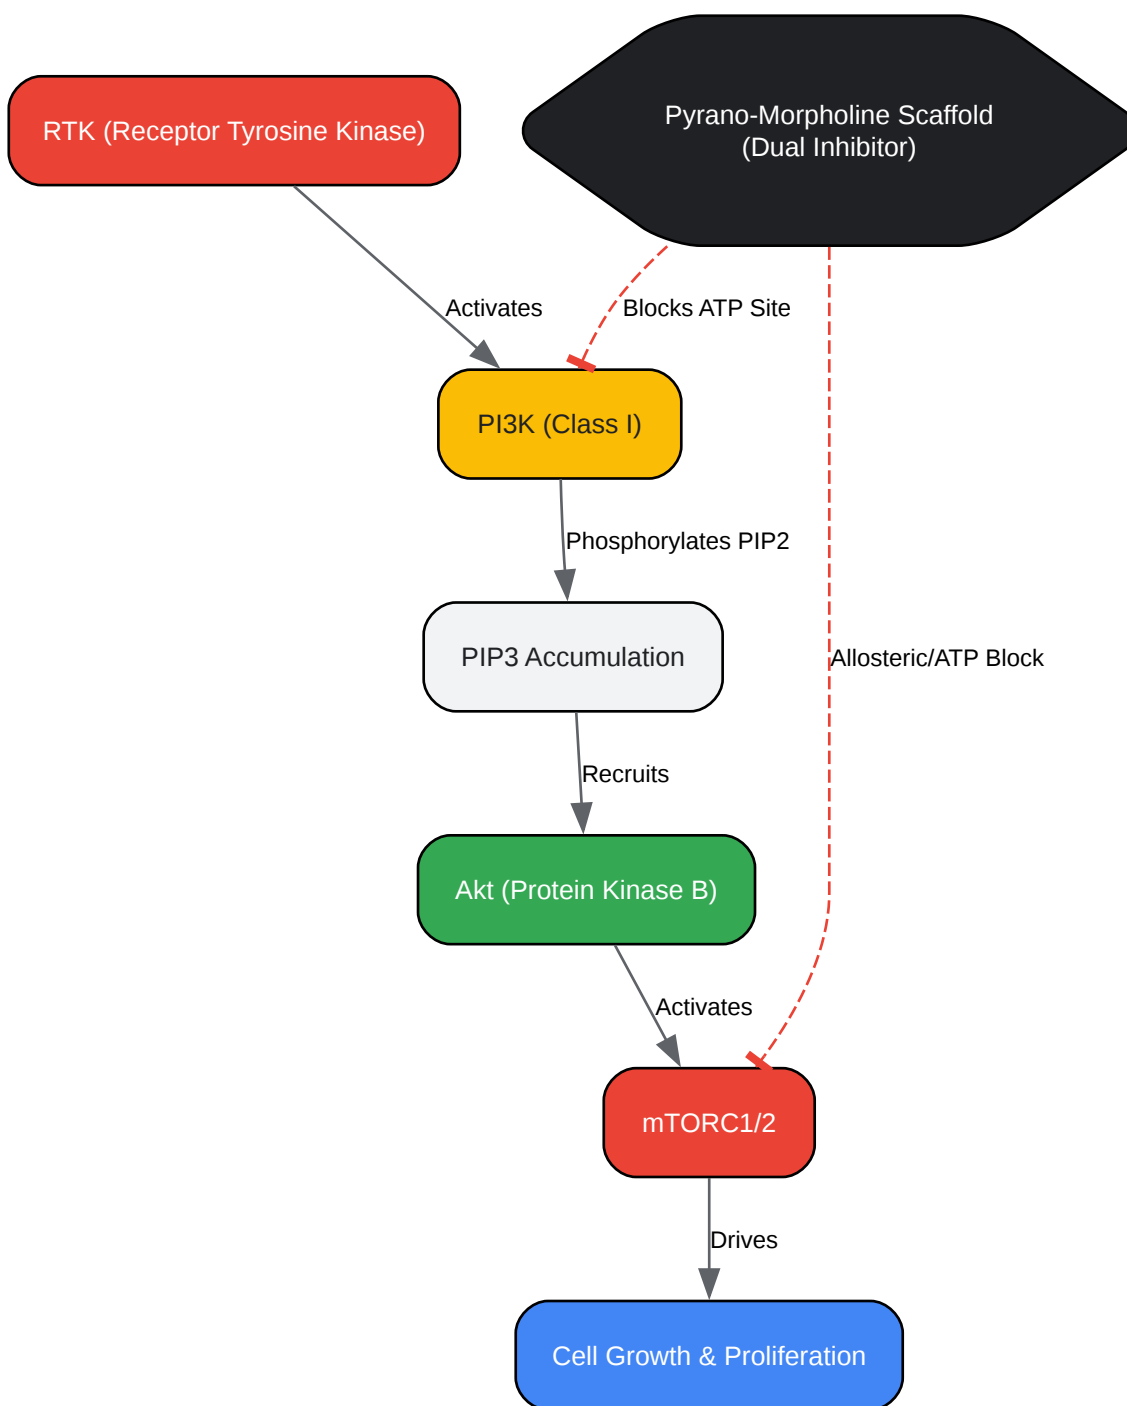 RTK (Receptor Tyrosine Kinase)
Pyrano-Morpholine Scaffold
(Dual Inhibitor)
Activates
Blocks ATP Site
PI3K (Class I)
Phosphorylates PIP2
PIP3 Accumulation
Allosteric/ATP Block
Recruits
Akt (Protein Kinase B)
Activates
mTORC1/2
Drives
Cell Growth & Proliferation